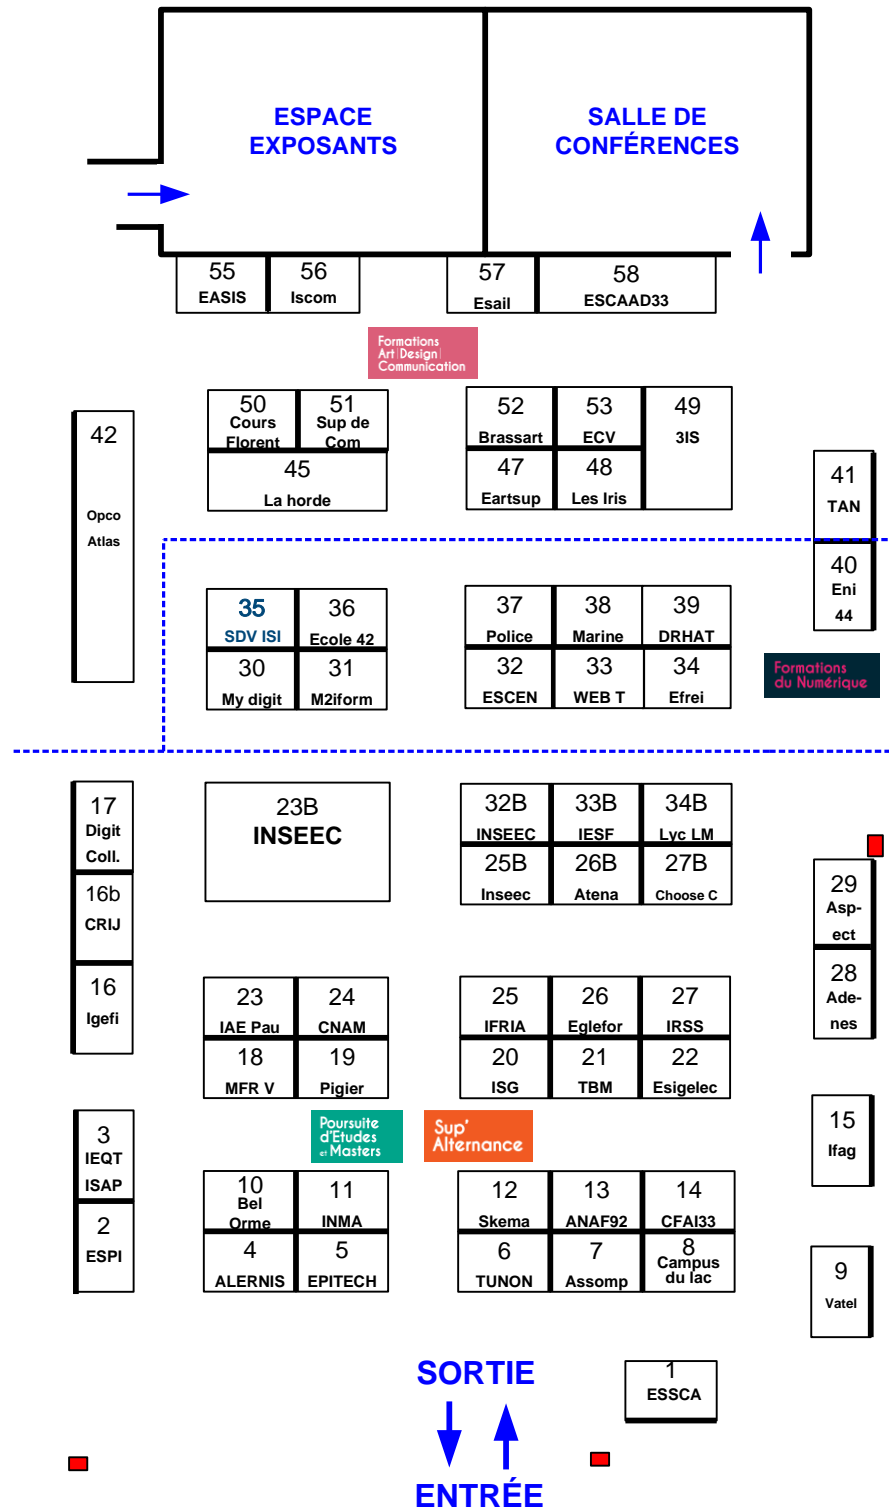 ESPACE
EXPOSANTS
SALLE DE
CONFÉRENCES
55
EASIS
56
Iscom
57
Esail
58
ESCAAD33
Formations
Art|Design|
Communication
42
Opco
Atlas
50
Cours
Florent
51
Sup de
Com
45
La horde
52
Brassart
53
ECV
49
3IS
47
Eartsup
48
Les Iris
41
TAN
40
Eni
44
35
SDV ISI
36
Ecole 42
30
My digit
31
M2iform
37
Police
38
Marine
39
DRHAT
32
ESCEN
33
WEB T
34
Efrei
Formations
du Numérique
17
Digit
Coll.
16b
CRIJ
16
Igefi
23B
INSEEC
32B
INSEEC
33B
IESF
34B
Lyc LM
25B
Inseec
26B
Atena
27B
Choose C
29
Asp-
ect
28
Ade-
nes
23
IAE Pau
24
CNAM
18
MFR V
19
Pigier
25
IFRIA
26
Eglefor
27
IRSS
20
ISG
21
TBM
22
Esigelec
Poursuite
d'Etudes
et Masters
Sup'
Alternance
3
IEQT
ISAP
2
ESPI
15
Ifag
10
Bel
Orme
11
INMA
4
ALERNIS
5
EPITECH
12
Skema
13
ANAF92
14
CFAI33
6
TUNON
7
Assomp
8
Campus
du lac
9
Vatel
1
ESSCA
SORTIE
ENTRÉE